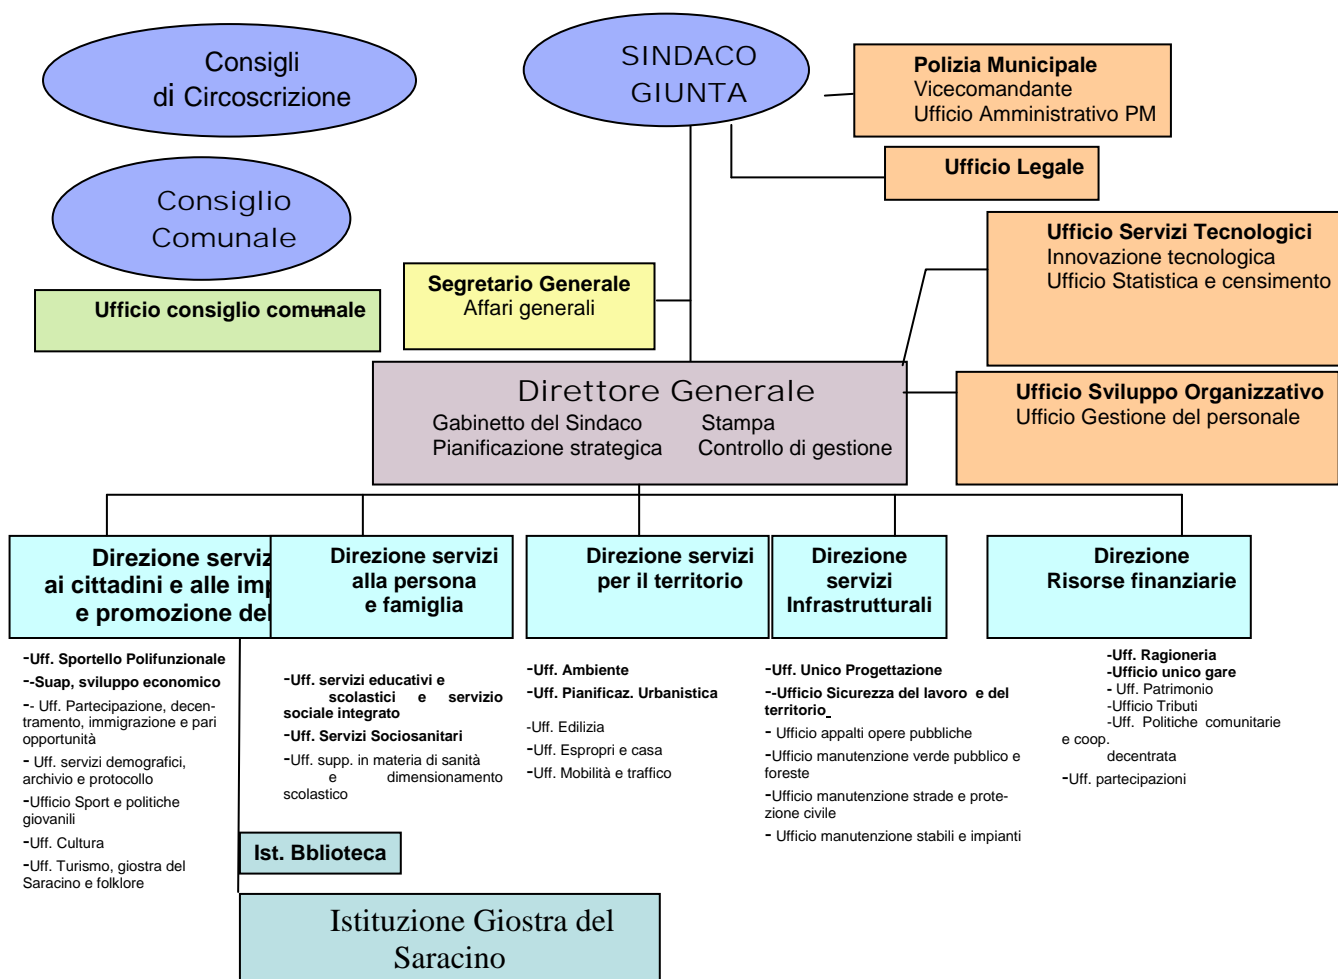 Consigli
di Circoscrizione
SINDACO
GIUNTA
Polizia Municipale
Vicecomandante
Ufficio Amministrativo PM
Ufficio Legale
Consiglio
Comunale
Ufficio consiglio comunale
Segretario Generale
Affari generali
Ufficio Servizi Tecnologici
Innovazione tecnologica
Ufficio Statistica e censimento
Direttore Generale
Gabinetto del Sindaco Stampa
Pianificazione strategica Controllo di gestione
Ufficio Sviluppo Organizzativo
Ufficio Gestione del personale
Direzione serviz
ai cittadini e alle imp
e promozione del
Direzione servizi
alla persona
e famiglia
Direzione servizi
per il territorio
Direzione
servizi
Infrastrutturali
Direzione
Risorse finanziarie
-Uff. Sportello Polifunzionale
--Suap, sviluppo economico
-- Uff. Partecipazione, decen-
tramento, immigrazione e pari
opportunità
- Uff. servizi demografici,
archivio e protocollo
-Ufficio Sport e politiche
giovanili
-Uff. Cultura
-Uff. Turismo, giostra del
Saracino e folklore
-Uff. servizi educativi e
scolastici e servizio
sociale integrato
-Uff. Servizi Sociosanitari
-Uff. supp. in materia di sanità
e dimensionamento
scolastico
-Uff. Ambiente
-Uff. Pianificaz. Urbanistica
-Uff. Edilizia
-Uff. Espropri e casa
-Uff. Mobilità e traffico
-Uff. Unico Progettazione
--Ufficio Sicurezza del lavoro e del
territorio
- Ufficio appalti opere pubbliche
-Ufficio manutenzione verde pubblico e
foreste
-Ufficio manutenzione strade e prote-
zione civile
- Ufficio manutenzione stabili e impianti
-Uff. Ragioneria
-Ufficio unico gare
- Uff. Patrimonio
-Ufficio Tributi
-Uff. Politiche comunitarie
e coop.
decentrata
-Uff. partecipazioni
Ist. Bblioteca
Istituzione Giostra del
Saracino